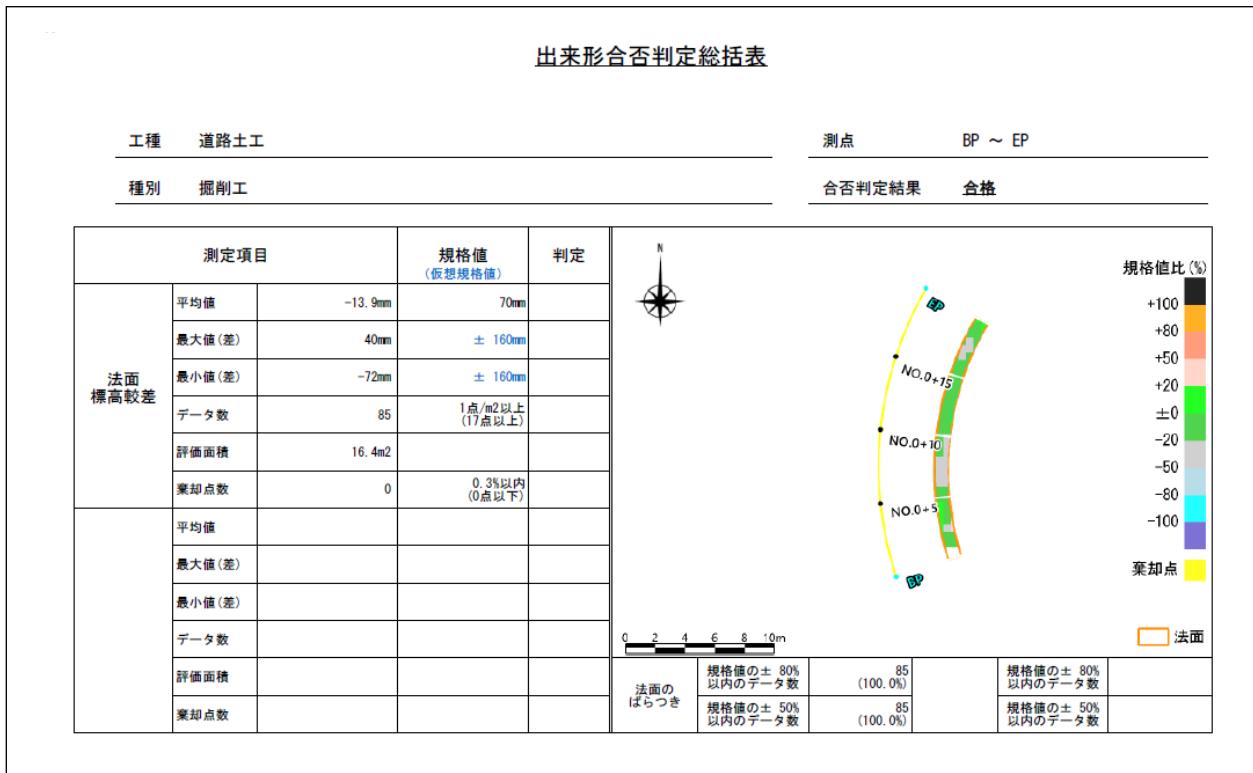 出来形合否判定総括表
工種 道路土工
測点 BP ～ EP
種別 掘削工
合否判定結果 合格
測定項目 規格値 判定
(仮想規格値)
法面
標高較差
平均値 -13.9mm 70mm
最大値(差) 40mm ± 160mm
最小値(差) -72mm ± 160mm
データ数 85 1点/m2以上
(17点以上)
評価面積 16.4m2
棄却点数 0 0.3%以内
(0点以下)
平均値
最大値(差)
最小値(差)
データ数
評価面積
棄却点数
N
EP
NO.0+15
NO.0+10
NO.0+5
BP
規格値比(%)
+100
+80
+50
+20
±0
-20
-50
-80
-100
棄却点
法面
0 2 4 6 8 10m
法面の
ばらつき
規格値の± 80%
以内のデータ数
85
(100.0%)
規格値の± 80%
以内のデータ数
規格値の± 50%
以内のデータ数
85
(100.0%)
規格値の± 50%
以内のデータ数